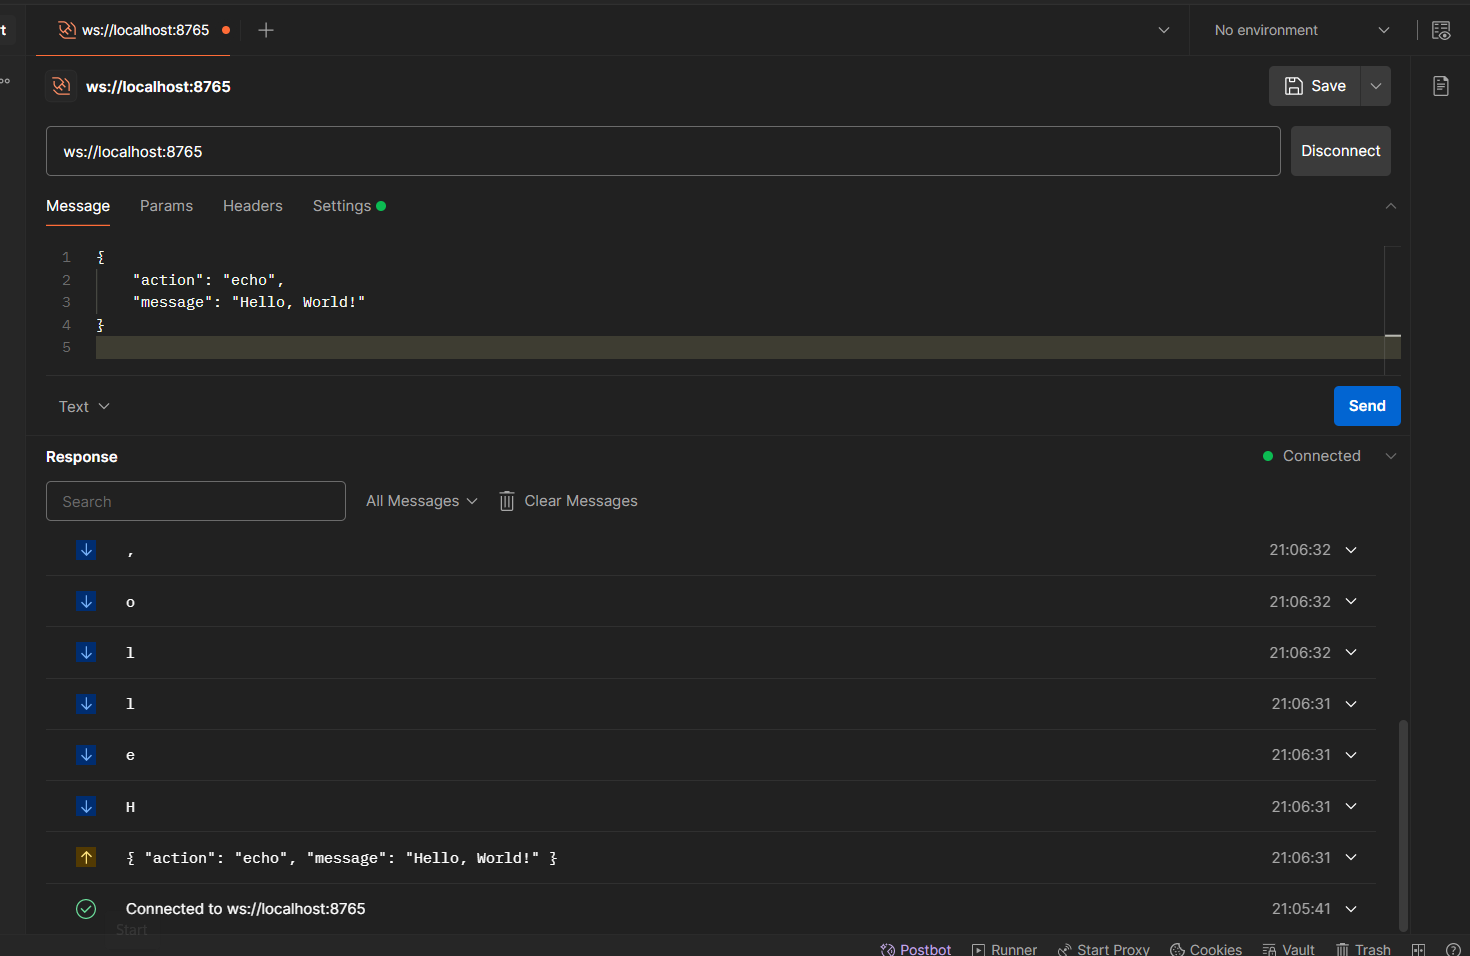 t
ws://localhost:8765
No environment
ws://localhost:8765
Save
ws://localhost:8765
Disconnect
Message Params Headers Settings
1 {
2 "action": "echo",
3 "message": "Hello, World!"
4 }
5
Text
Send
Response
Connected
Search
All Messages
Clear Messages
, 21:06:32
o 21:06:32
l 21:06:32
l 21:06:31
e 21:06:31
H 21:06:31
{ "action": "echo", "message": "Hello, World!" } 21:06:31
Connected to ws://localhost:8765 21:05:41
Start
Postbot Runner Start Proxy Cookies Vault Trash